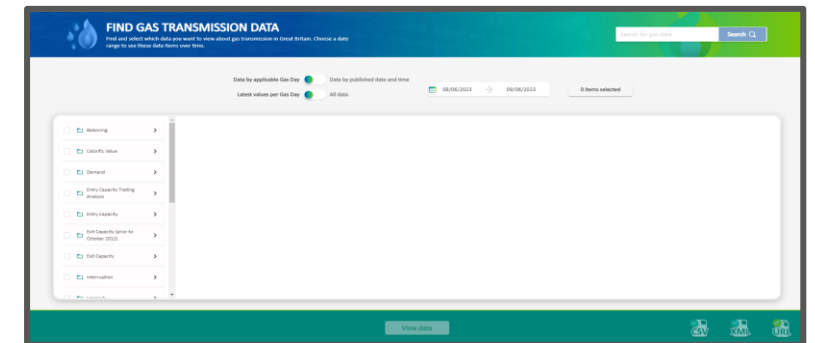 FIND GAS TRANSMISSION DATA
Find and select which data you want to view about gas transmission in Great Britain. Choose a date
range to see these data items over time.
Search for gas data
Search
Data by applicable Gas Day
Data by published date and time
Latest values per Gas Day
All data
08/06/2023
09/06/2023
0 items selected
Balancing
Calorific Value
Demand
Entry Capacity Trading
Analysis
Entry Capacity
Exit Capacity (prior to
October 2012)
Exit Capacity
Interruption
View data
CSV
XML
URL